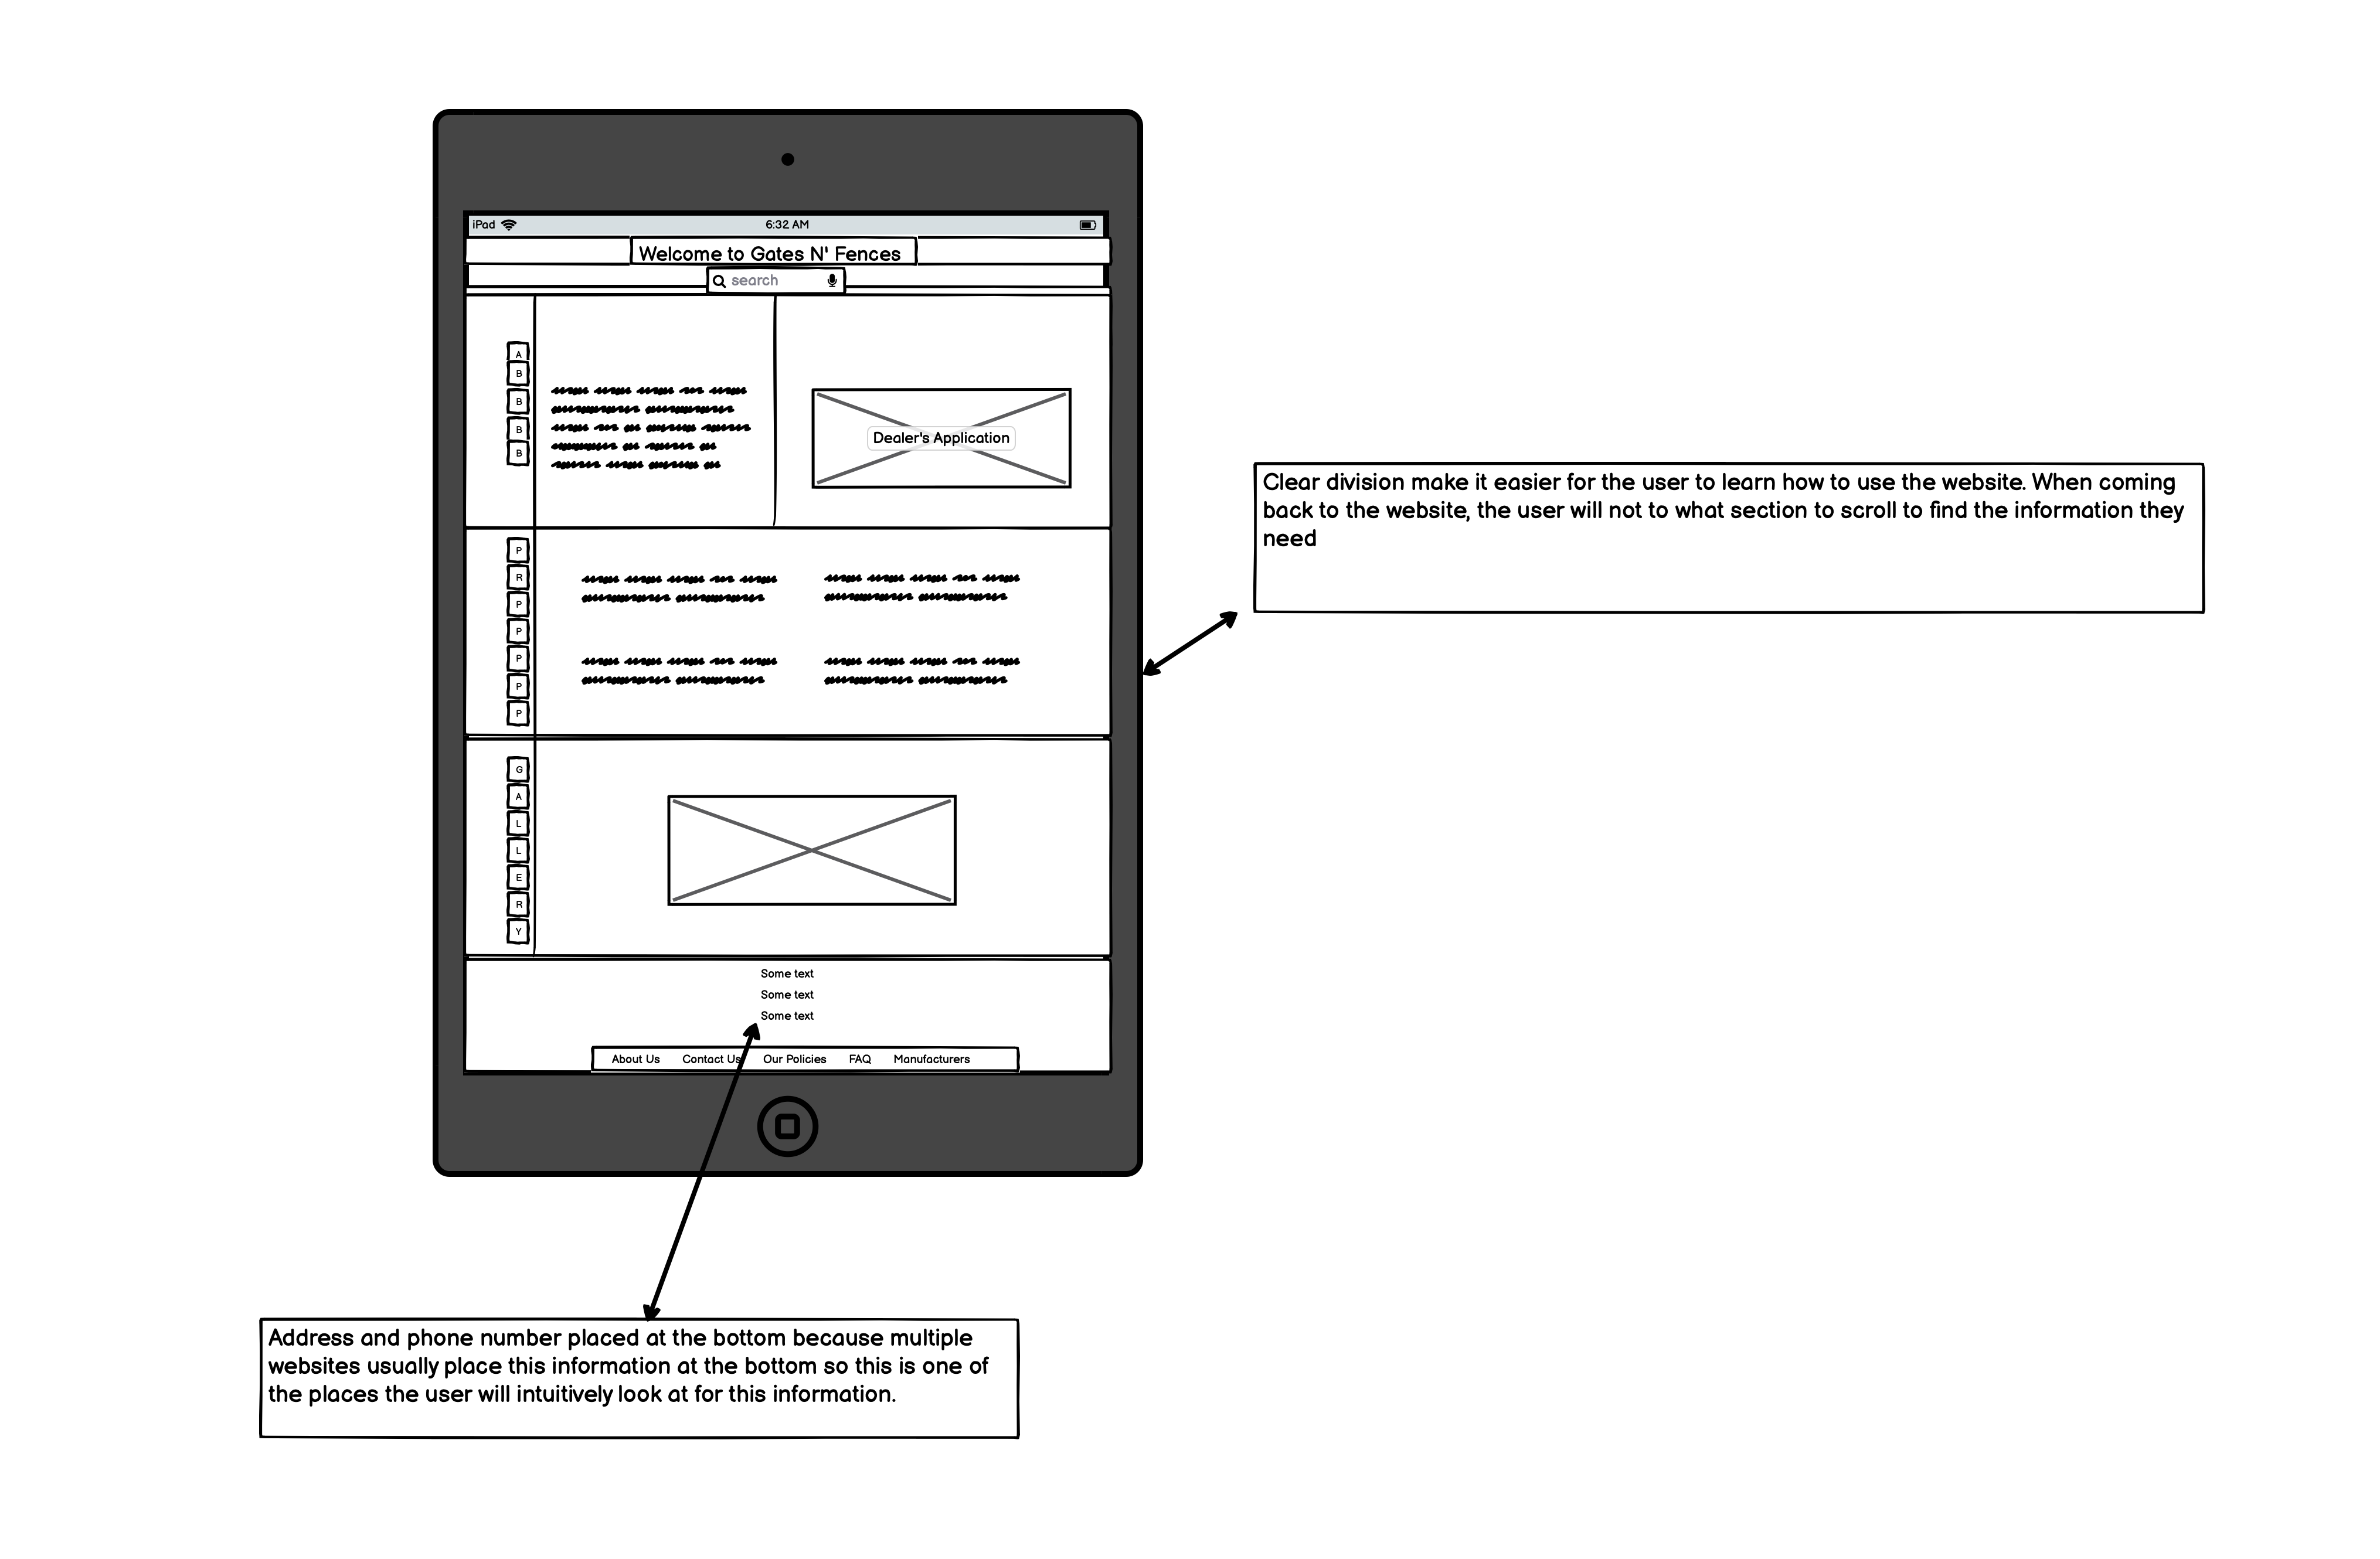 iPad 6:32 AM
Welcome to Gates N' Fences
search
A
B
B
B
B
Dealer's Application
P
R
P
P
P
P
P
G
A
L
L
E
R
Y
Some text
Some text
Some text
About Us Contact Us Our Policies FAQ Manufacturers
Clear division make it easier for the user to learn how to use the website. When coming
back to the website, the user will not to what section to scroll to find the information they
need
Address and phone number placed at the bottom because multiple
websites usually place this information at the bottom so this is one of
the places the user will intuitively look at for this information.